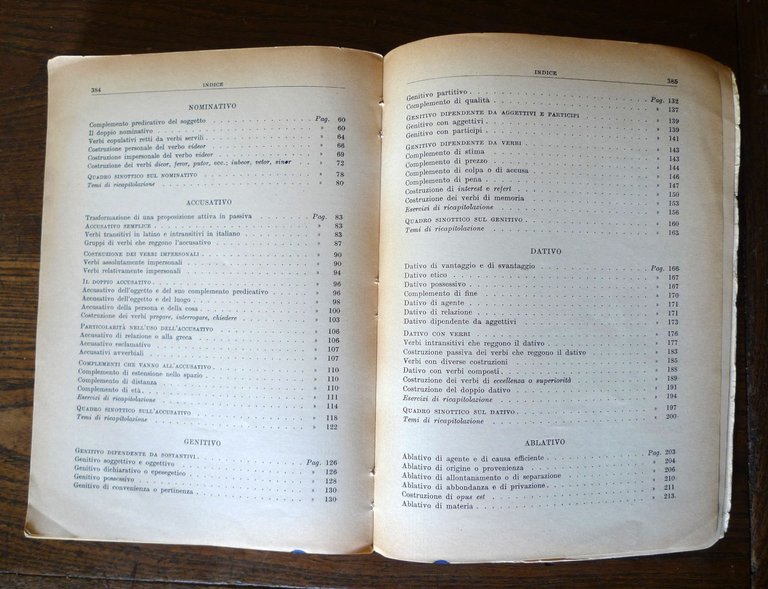 384 INDICE
NOMINATIVO
Complemento predicativo del soggetto Pag. 60
Il doppio nominativo » 60
Verbi copulativi retti da verbi servili » 64
Costruzione personale del verbo videor » 66
Costruzione impersonale del verbo videor » 69
Costruzione dei verbi dicor, feror, putor, ecc.; iubeor, vetor, sinor » 72
QUADRO SINOTTICO SUL NOMINATIVO » 78
Temi di ricapitolazione » 80
ACCUSATIVO
Trasformazione di una proposizione attiva in passiva Pag. 83
ACCUSATIVO SEMPLICE » 83
Verbi transitivi in latino e intransitivi in italiano » 83
Gruppi di verbi che reggono l'accusativo » 87
COSTRUZIONE DEI VERBI IMPERSONALI » 90
Verbi assolutamente impersonali » 90
Verbi relativamente impersonali » 94
IL DOPPIO ACCUSATIVO » 96
Accusativo dell'oggetto e del suo complemento predicativo » 96
Accusativo dell'oggetto e del luogo » 98
Accusativo della persona e della cosa » 100
Costruzione dei verbi pregare, interrogare, chiedere » 103
PARTICOLARITÀ NELL'USO DELL'ACCUSATIVO » 106
Accusativo di relazione o alla greca » 106
Accusativo esclamativo » 107
Accusativi avverbiali » 107
COMPLEMENTI CHE VANNO ALL'ACCUSATIVO » 110
Complemento di estensione nello spazio » 110
Complemento di distanza » 110
Complemento di età » 111
Esercizi di ricapitolazione » 114
QUADRO SINOTTICO SULL'ACCUSATIVO » 118
Temi di ricapitolazione » 122
GENITIVO
GENITIVO DIPENDENTE DA SOSTANTIVI Pag. 126
Genitivo soggettivo e oggettivo » 126
Genitivo dichiarativo o epesegetico » 128
Genitivo possessivo » 130
Genitivo di convenienza o pertinenza » 130
INDICE 385
Genitivo partitivo Pag. 132
Complemento di qualità » 137
GENITIVO DIPENDENTE DA AGGETTIVI E PARTICIPI » 139
Genitivo con aggettivi » 139
Genitivo con participi » 141
GENITIVO DIPENDENTE DA VERBI » 143
Complemento di stima » 143
Complemento di prezzo » 144
Complemento di colpa o di accusa » 146
Complemento di pena » 147
Costruzione di interest e refert » 150
Costruzione dei verbi di memoria » 153
Esercizi di ricapitolazione » 156
QUADRO SINOTTICO SUL GENITIVO » 160
Temi di ricapitolazione » 163
DATIVO
Dativo di vantaggio e di svantaggio Pag. 166
Dativo etico » 167
Dativo possessivo » 167
Complemento di fine » 170
Dativo di agente » 171
Dativo di relazione » 171
Dativo dipendente da aggettivi » 173
DATIVO CON VERBI » 176
Verbi intransitivi che reggono il dativo » 177
Costruzione passiva dei verbi che reggono il dativo » 183
Verbi con diverse costruzioni » 185
Dativo con verbi composti » 188
Costruzione dei verbi di eccellenza o superiorità » 189
Costruzione del doppio dativo » 191
Esercizi di ricapitolazione » 194
QUADRO SINOTTICO SUL DATIVO » 197
Temi di ricapitolazione » 200
ABLATIVO
Ablativo di agente e di causa efficiente Pag. 203
Ablativo di origine o provenienza » 204
Ablativo di allontanamento o di separazione » 206
Ablativo di abbondanza e di privazione » 210
Costruzione di opus est » 211
Ablativo di materia » 213